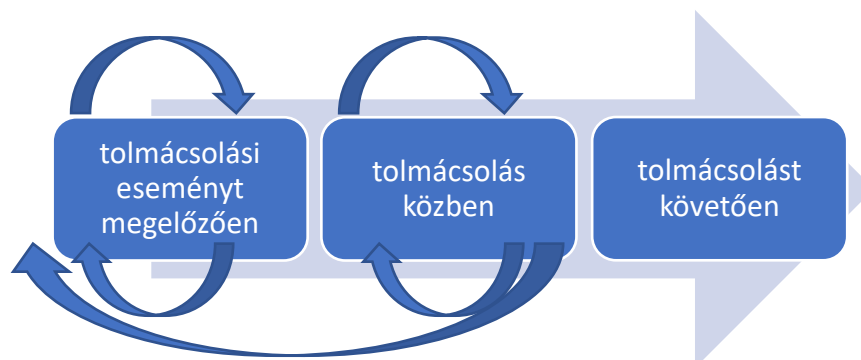 tolmácsolási
eseményt
megelőzően
tolmácsolás
közben
tolmácsolást
követően